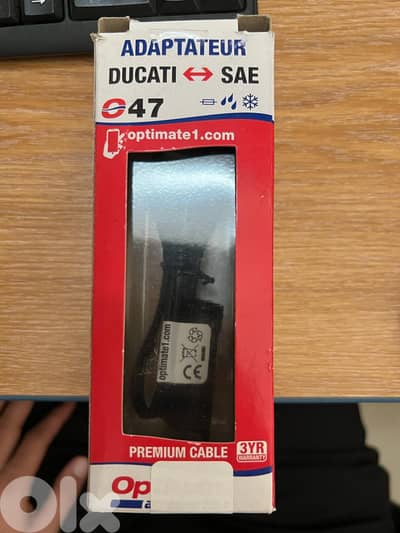 ADAPTATEUR
DUCATI ↔ SAE
O47
optimate1.com
optimate1.com
CE
PREMIUM CABLE
3YR
WARRANTY
Op
olx